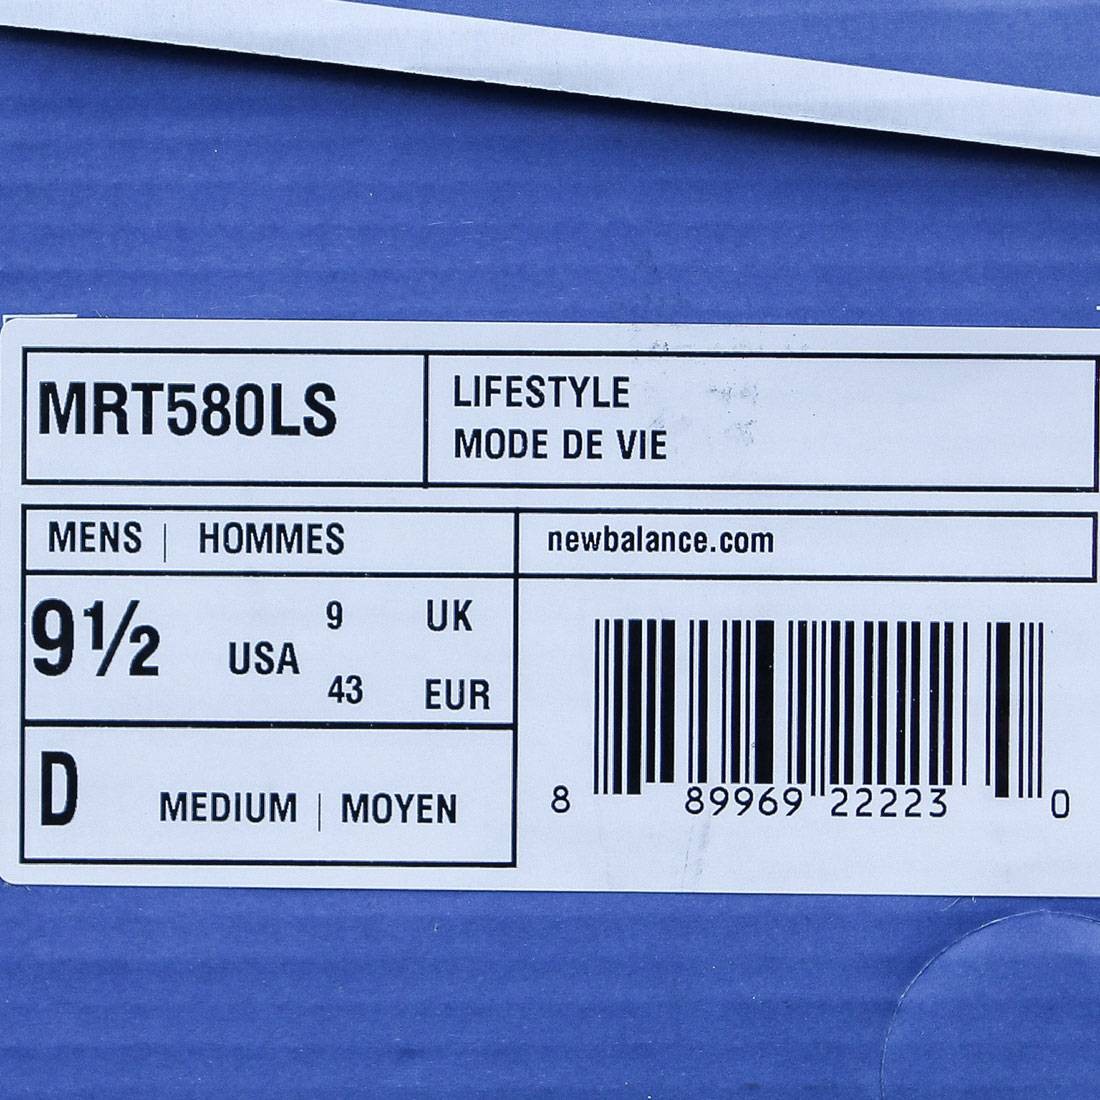 MRT580LS
LIFESTYLE
MODE DE VIE
MENS | HOMMES
newbalance.com
9½ USA
9 UK
43 EUR
D MEDIUM | MOYEN
8 89969 22223 0